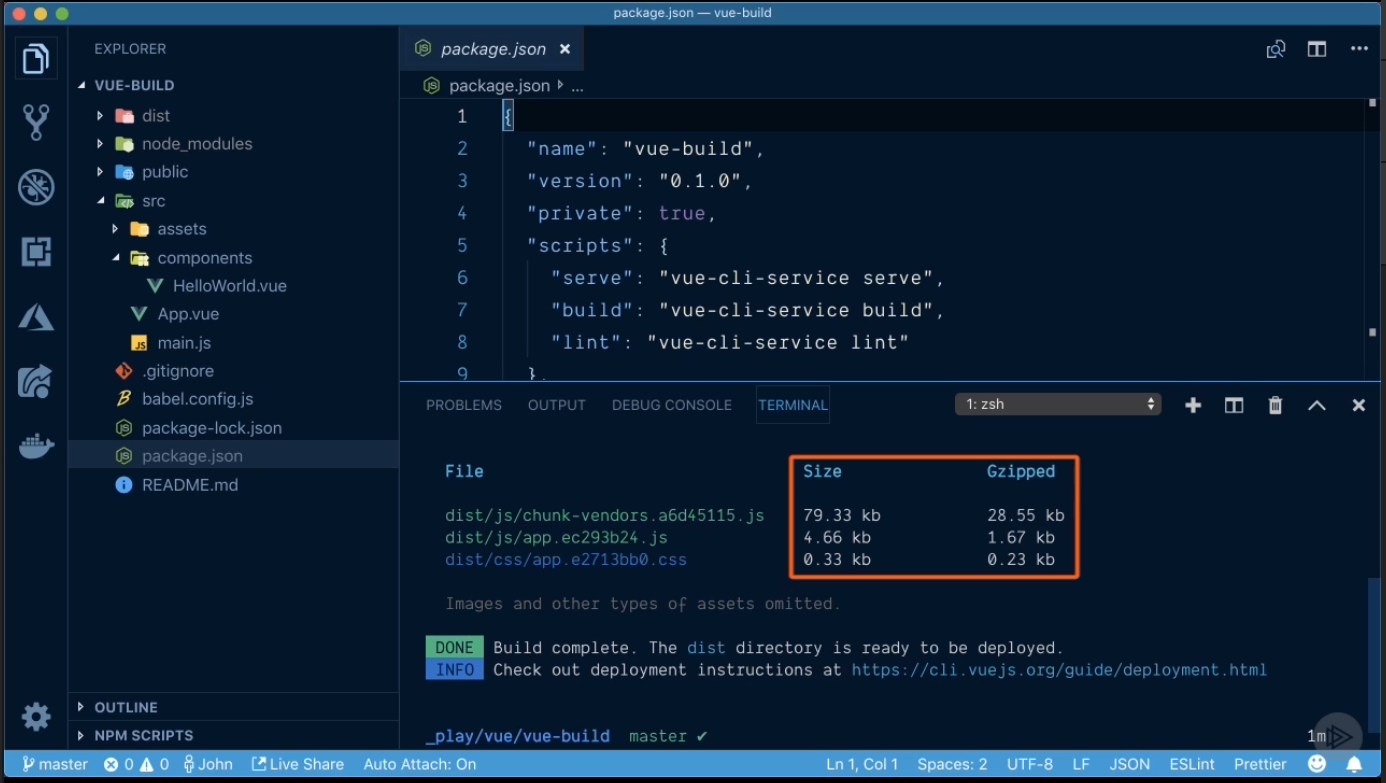 package.json — vue-build
EXPLORER
VUE-BUILD
dist
node_modules
public
src
assets
components
HelloWorld.vue
App.vue
main.js
.gitignore
babel.config.js
package-lock.json
package.json
README.md
OUTLINE
NPM SCRIPTS
package.json
package.json ...
1 {
2 "name": "vue-build",
3 "version": "0.1.0",
4 "private": true,
5 "scripts": {
6 "serve": "vue-cli-service serve",
7 "build": "vue-cli-service build",
8 "lint": "vue-cli-service lint"
9 },
PROBLEMS OUTPUT DEBUG CONSOLE TERMINAL 1: zsh
File Size Gzipped
dist/js/chunk-vendors.a6d45115.js 79.33 kb 28.55 kb
dist/js/app.ec293b24.js 4.66 kb 1.67 kb
dist/css/app.e2713bb0.css 0.33 kb 0.23 kb
Images and other types of assets omitted.
DONE Build complete. The dist directory is ready to be deployed.
INFO Check out deployment instructions at https://cli.vuejs.org/guide/deployment.html
_play/vue/vue-build master ✔ 1m
master 0 0 John Live Share Auto Attach: On Ln 1, Col 1 Spaces: 2 UTF-8 LF JSON ESLint Prettier